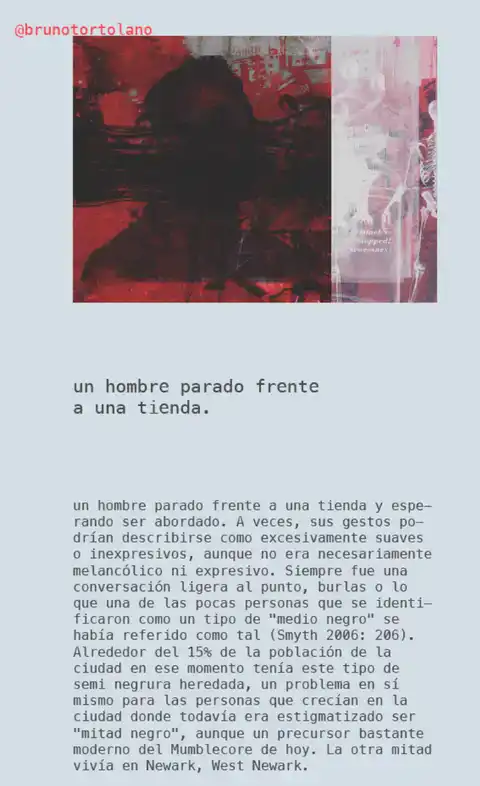 @brunotortolano
un hombre parado frente
a una tienda.
un hombre parado frente a una tienda y espe–
rando ser abordado. A veces, sus gestos po–
drían describirse como excesivamente suaves
o inexpresivos, aunque no era necesariamente
melancólico ni expresivo. Siempre fue una
conversación ligera al punto, burlas o lo
que una de las pocas personas que se identi–
ficaron como un tipo de "medio negro" se
había referido como tal (Smyth 2006: 206).
Alrededor del 15% de la población de la
ciudad en ese momento tenía este tipo de
semi negrura heredada, un problema en sí
mismo para las personas que crecían en la
ciudad donde todavía era estigmatizado ser
"mitad negro", aunque un precursor bastante
moderno del Mumblecore de hoy. La otra mitad
vivía en Newark, West Newark.